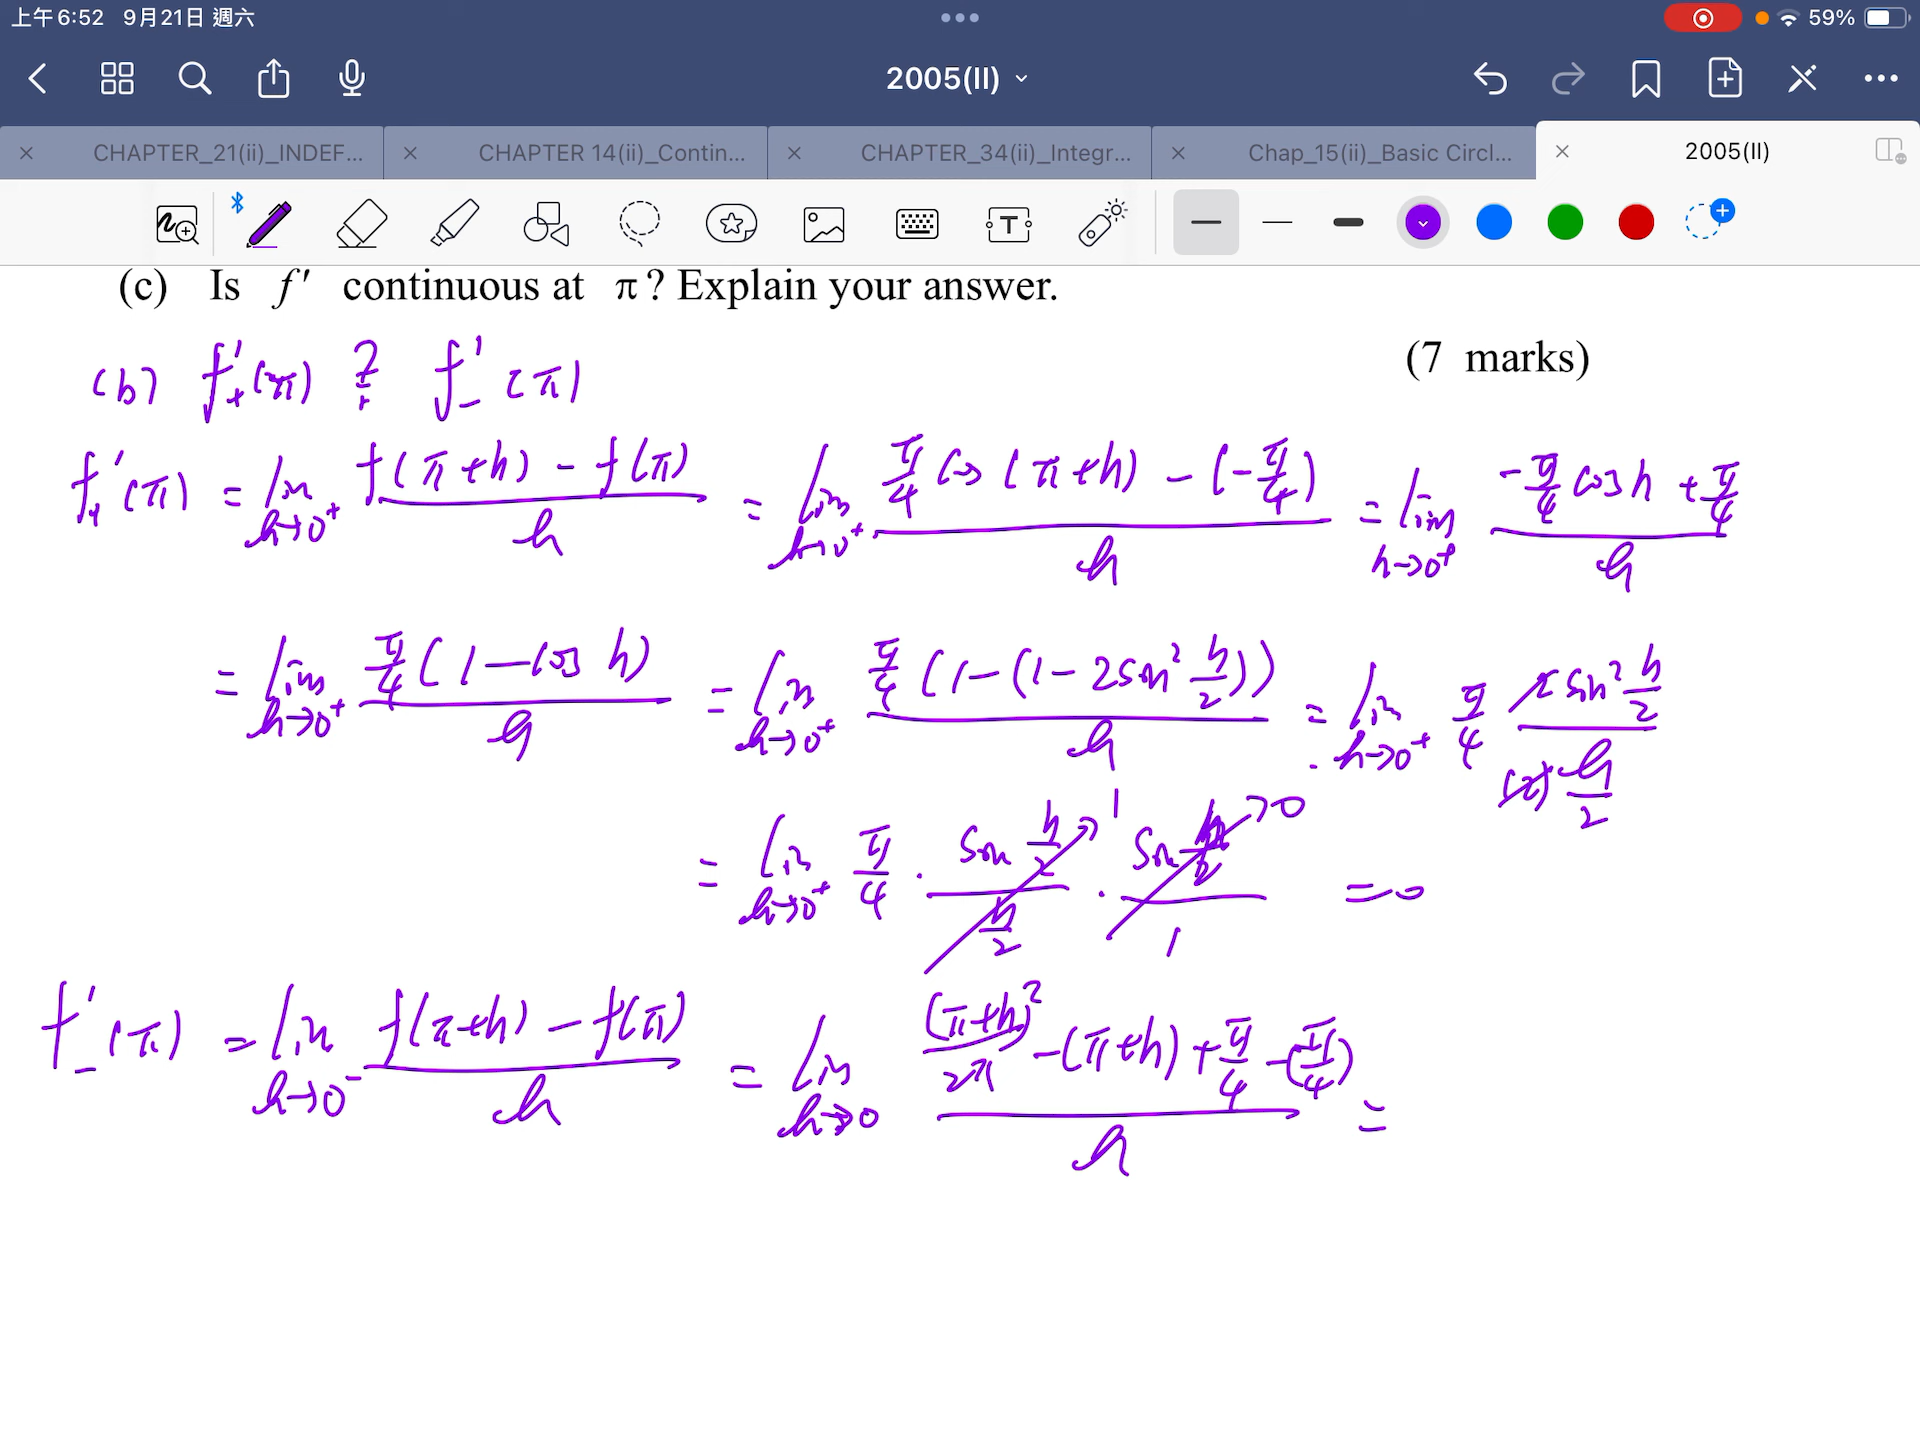 上午6:52 9月21日 週六
59%
2005(II)
CHAPTER_21(ii)_INDEF...
CHAPTER 14(ii)_Contin...
CHAPTER_34(ii)_Integr...
Chap_15(ii)_Basic Circl...
2005(II)
(c) Is f′ continuous at π? Explain your answer.
(7 marks)
(b) f′₊(π) ≟ f′₋(π)
f′₊(π) = lim h→0⁺ (f(π+h) − f(π))/h = lim h→0⁺ (π/4 cos(π+h) − (−π/4))/h = lim h→0⁺ (−π/4 cos h + π/4)/h
= lim h→0⁺ (π/4 (1−cos h))/h = lim h→0⁺ (π/4 (1−(1−2sin² h/2)))/h = lim h→0⁺ π/4 (2 sin² h/2)/((2) h/2)
= lim h→0⁺ π/4 · (sin h/2)/(h/2) →1 · (sin h/2)/1 →0 = 0
f′₋(π) = lim h→0⁻ (f(π+h) − f(π))/h = lim h→0 ((π+h)²/2π − (π+h) + π/4 − (−π/4))/h =